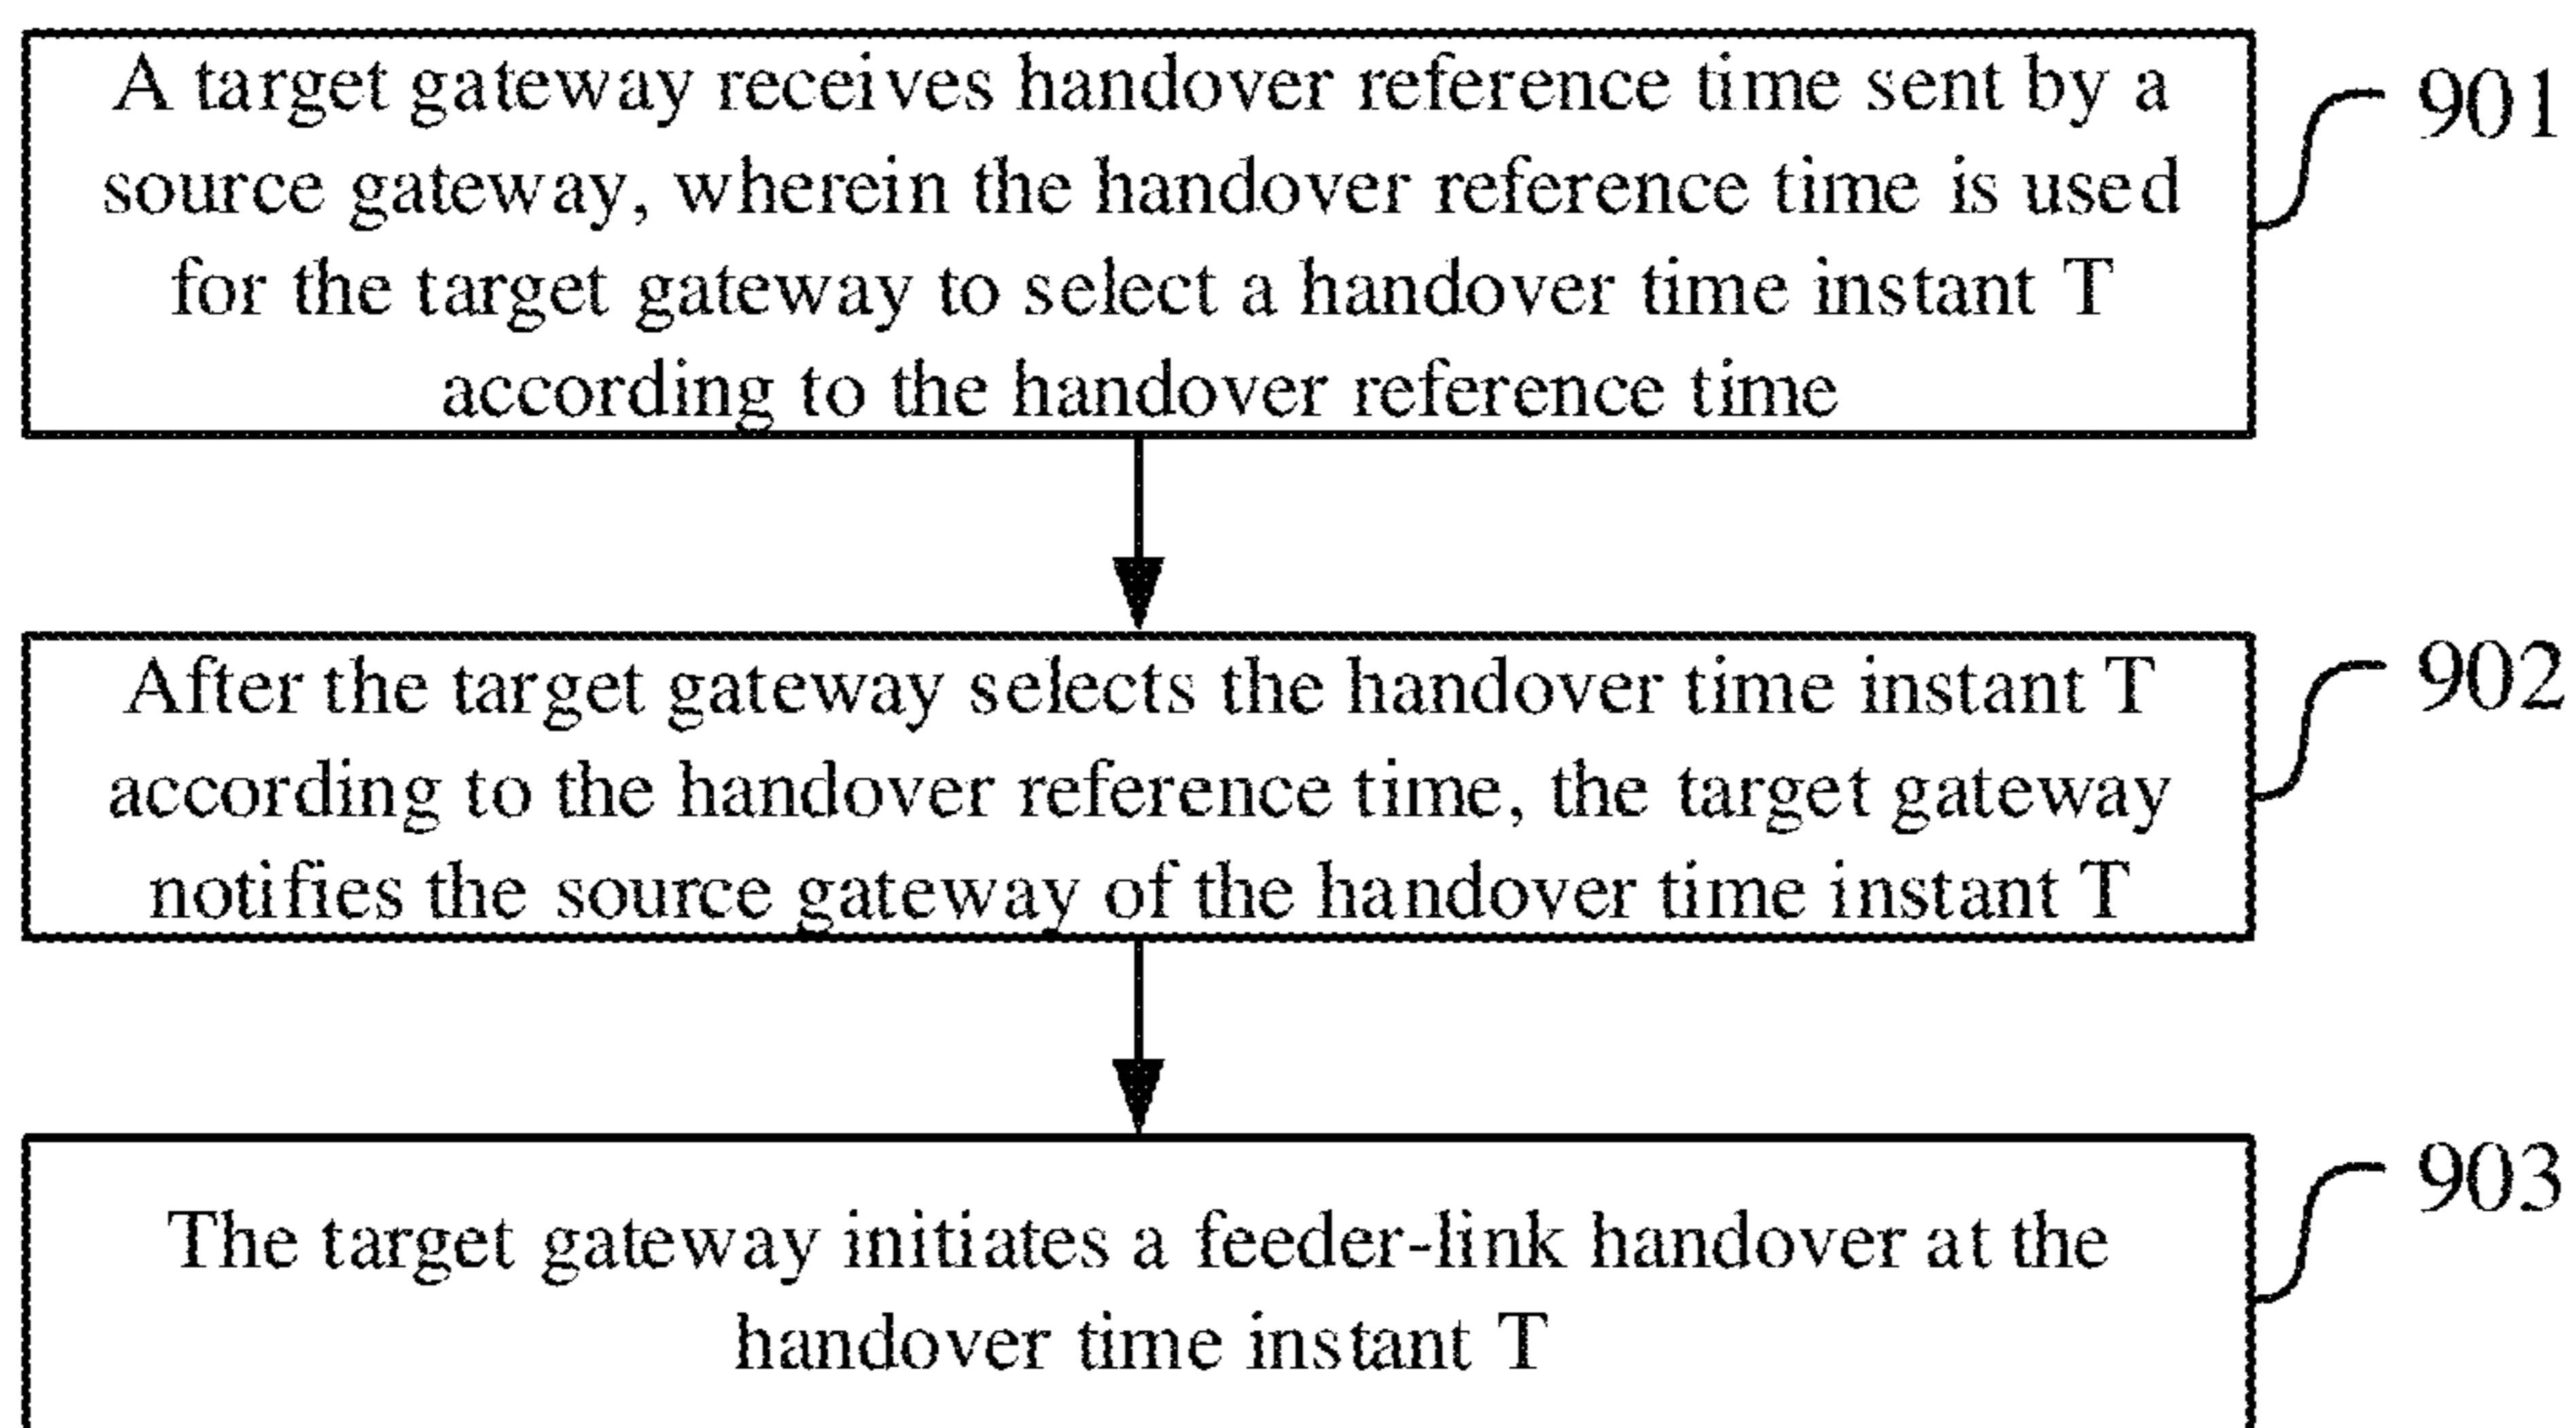 A target gateway receives handover reference time sent by a
source gateway, wherein the handover reference time is used
for the target gateway to select a handover time instant T
according to the handover reference time
901
After the target gateway selects the handover time instant T
according to the handover reference time, the target gateway
notifies the source gateway of the handover time instant T
902
The target gateway initiates a feeder-link handover at the
handover time instant T
903